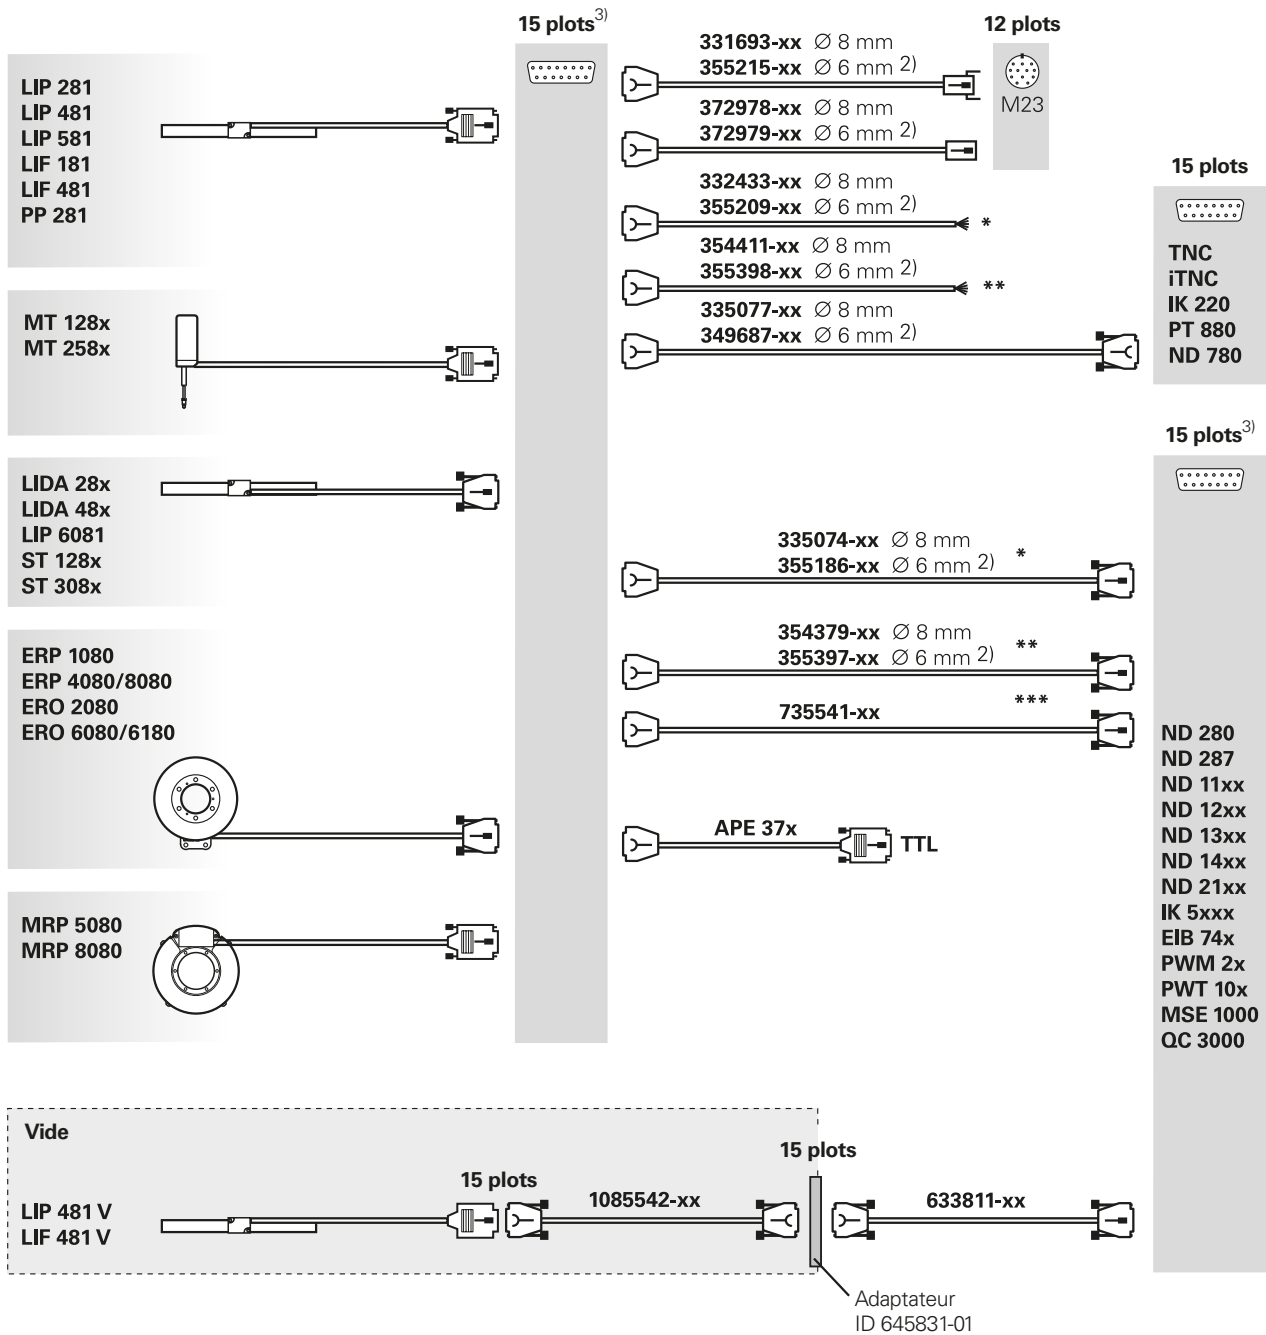 15 plots3)
12 plots
331693-xx Ø 8 mm
355215-xx Ø 6 mm 2)
M23
372978-xx Ø 8 mm
372979-xx Ø 6 mm 2)
332433-xx Ø 8 mm
355209-xx Ø 6 mm 2)
*
354411-xx Ø 8 mm
355398-xx Ø 6 mm 2)
**
335077-xx Ø 8 mm
349687-xx Ø 6 mm 2)
LIP 281
LIP 481
LIP 581
LIF 181
LIF 481
PP 281
15 plots
TNC
iTNC
IK 220
PT 880
ND 780
MT 128x
MT 258x
15 plots3)
LIDA 28x
LIDA 48x
LIP 6081
ST 128x
ST 308x
335074-xx Ø 8 mm
355186-xx Ø 6 mm 2)
*
354379-xx Ø 8 mm
355397-xx Ø 6 mm 2)
**
735541-xx
***
ERP 1080
ERP 4080/8080
ERO 2080
ERO 6080/6180
APE 37x
TTL
ND 280
ND 287
ND 11xx
ND 12xx
ND 13xx
ND 14xx
ND 21xx
IK 5xxx
EIB 74x
PWM 2x
PWT 10x
MSE 1000
QC 3000
MRP 5080
MRP 8080
Vide
15 plots
15 plots
LIP 481 V
LIF 481 V
1085542-xx
633811-xx
Adaptateur
ID 645831-01